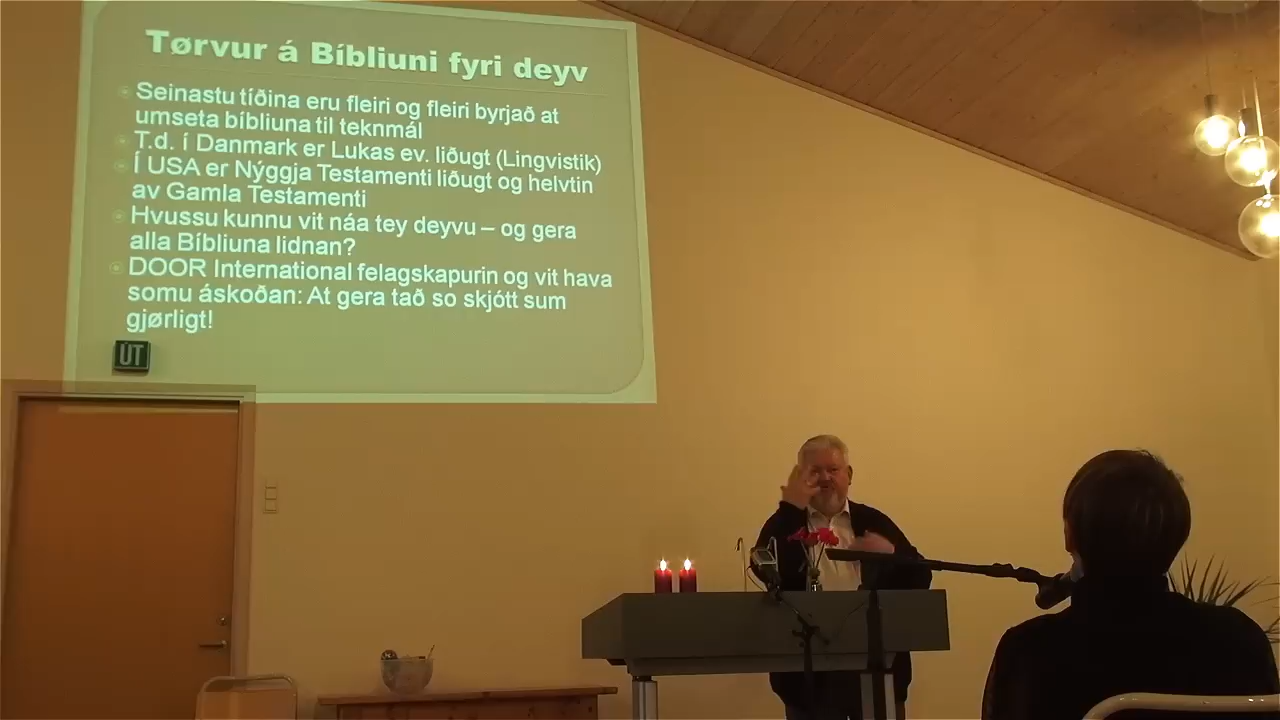 Tørvur á Bíbliuni fyri deyv
Seinastu tíðina eru fleiri og fleiri byrjað at
umseta bíbliuna til teknmál
T.d. í Danmark er Lukas ev. liðugt (Lingvistik)
Í USA er Nýggja Testamenti liðugt og helvtin
av Gamla Testamenti
Hvussu kunnu vit náa tey deyvu – og gera
alla Bíbliuna lidnan?
DOOR International felagskapurin og vit hava
somu áskoðan: At gera tað so skjótt sum
gjørligt!
ÚT